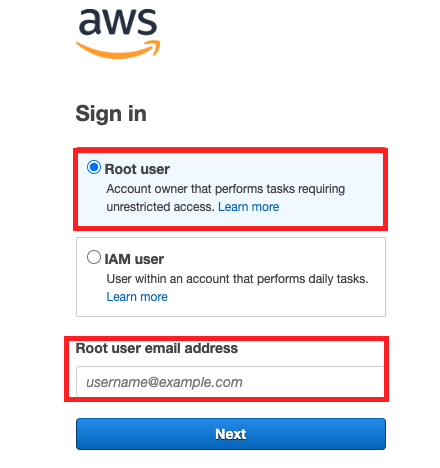 aws
Sign in
Root user
Account owner that performs tasks requiring
unrestricted access. Learn more
IAM user
User within an account that performs daily tasks.
Learn more
Root user email address
username@example.com
Next